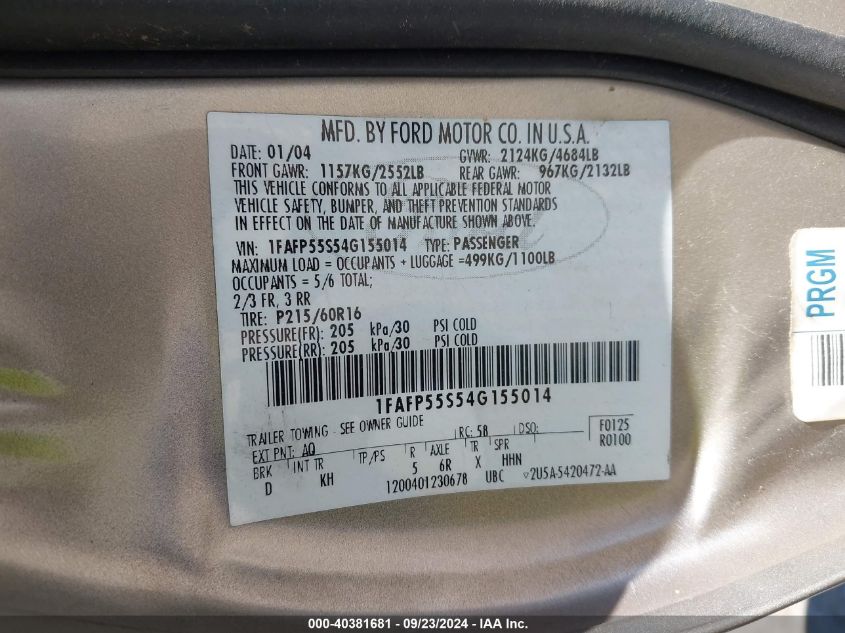 MFD. BY FORD MOTOR CO. IN U.S.A.
DATE: 01/04 GVWR: 2124KG/4684LB
FRONT GAWR: 1157KG/2552LB REAR GAWR: 967KG/2132LB
THIS VEHICLE CONFORMS TO ALL APPLICABLE FEDERAL MOTOR
VEHICLE SAFETY, BUMPER, AND THEFT PREVENTION STANDARDS
IN EFFECT ON THE DATE OF MANUFACTURE SHOWN ABOVE.
VIN: 1FAFP55S54G155014 TYPE: PASSENGER
MAXIMUM LOAD = OCCUPANTS + LUGGAGE =499KG/1100LB
OCCUPANTS = 5/6 TOTAL;
2/3 FR, 3 RR
TIRE: P215/60R16
PRESSURE(FR): 205 kPa/30 PSI COLD
PRESSURE(RR): 205 kPa/30 PSI COLD
1FAFP55S54G155014
TRAILER TOWING - SEE OWNER GUIDE
EXT PNT: AQ RC: 58 DSO: F0125
R0100
BRK INT TR TP/PS R AXLE TR SPR
D KH 5 6R X HHN
1200401230678 UBC 2U5A-5420472-AA
PRGM
000-40381681 / 09/23/2024 - IAA Inc.